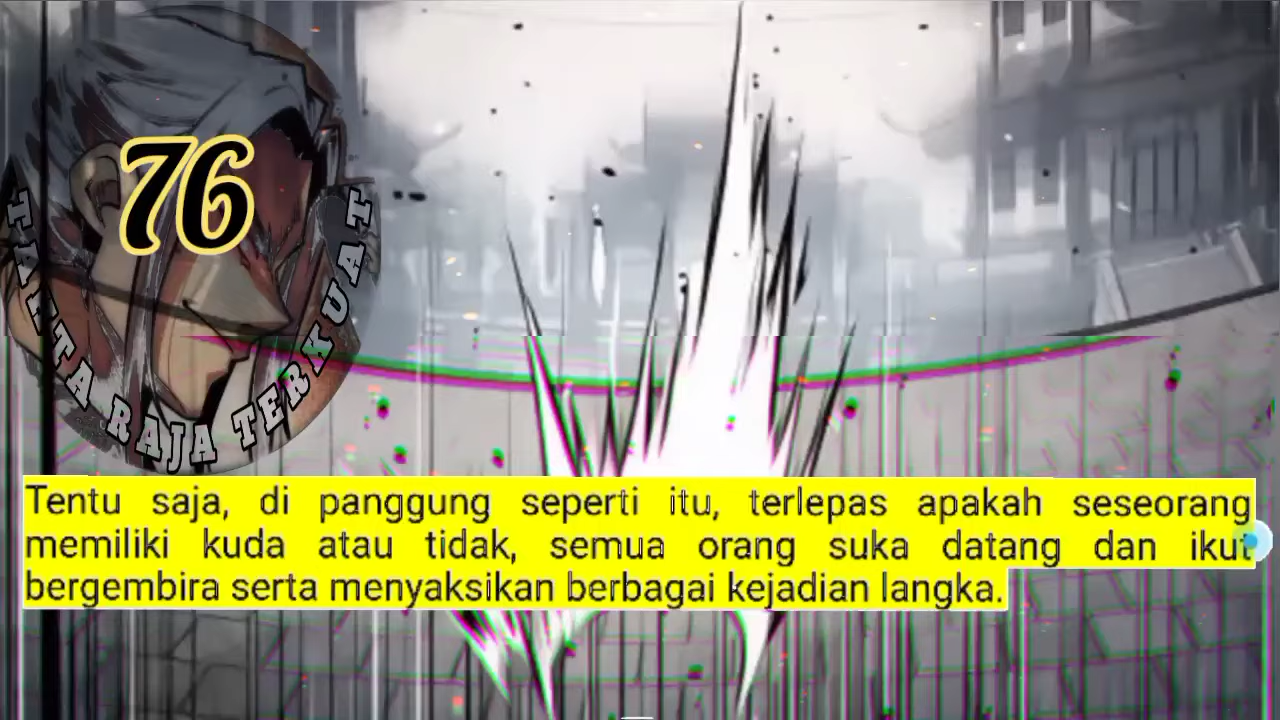 76
TAHTA RAJA TERKUAT
Tentu saja, di panggung seperti itu, terlepas apakah seseorang
memiliki kuda atau tidak, semua orang suka datang dan ikut
bergembira serta menyaksikan berbagai kejadian langka.